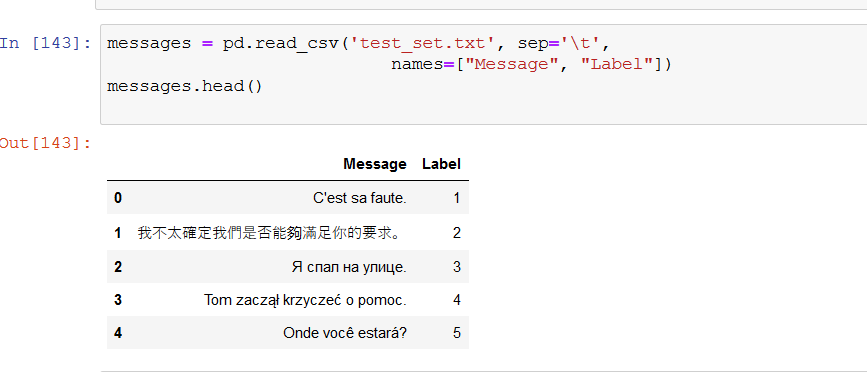 In [143]: messages = pd.read_csv('test_set.txt', sep='\t',
names=["Message", "Label"])
messages.head()
Out[143]:
Message Label
0 C'est sa faute. 1
1 我不太確定我們是否能夠滿足你的要求。 2
2 Я спал на улице. 3
3 Tom zaczął krzyczeć o pomoc. 4
4 Onde você estará? 5